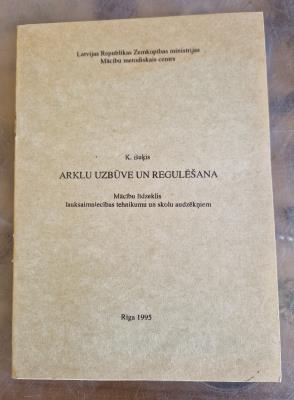 Latvijas Republikas Zemkopības ministrijas
Mācību metodiskais centrs
K.
ARKLU UZBŪVE UN REGULĒŠANA
Mācību līdzeklis
lauksaimniecības tehnikumu un skolu audzēkņiem
Rīga 1995